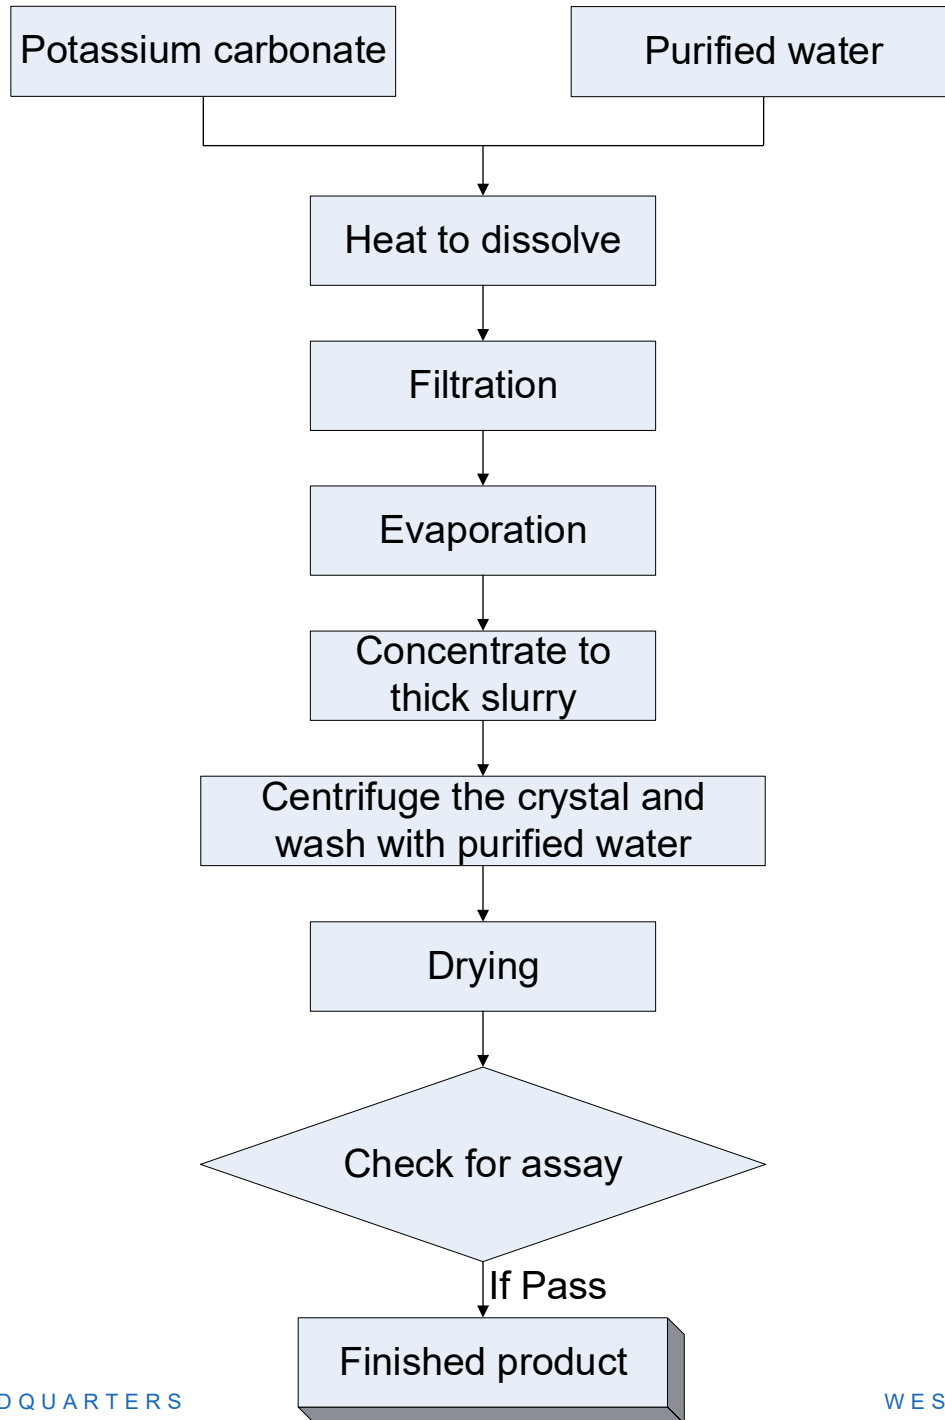 Potassium carbonate
Purified water
Heat to dissolve
Filtration
Evaporation
Concentrate to
thick slurry
Centrifuge the crystal and
wash with purified water
Drying
Check for assay
If Pass
Finished product
DQUARTERS
WES